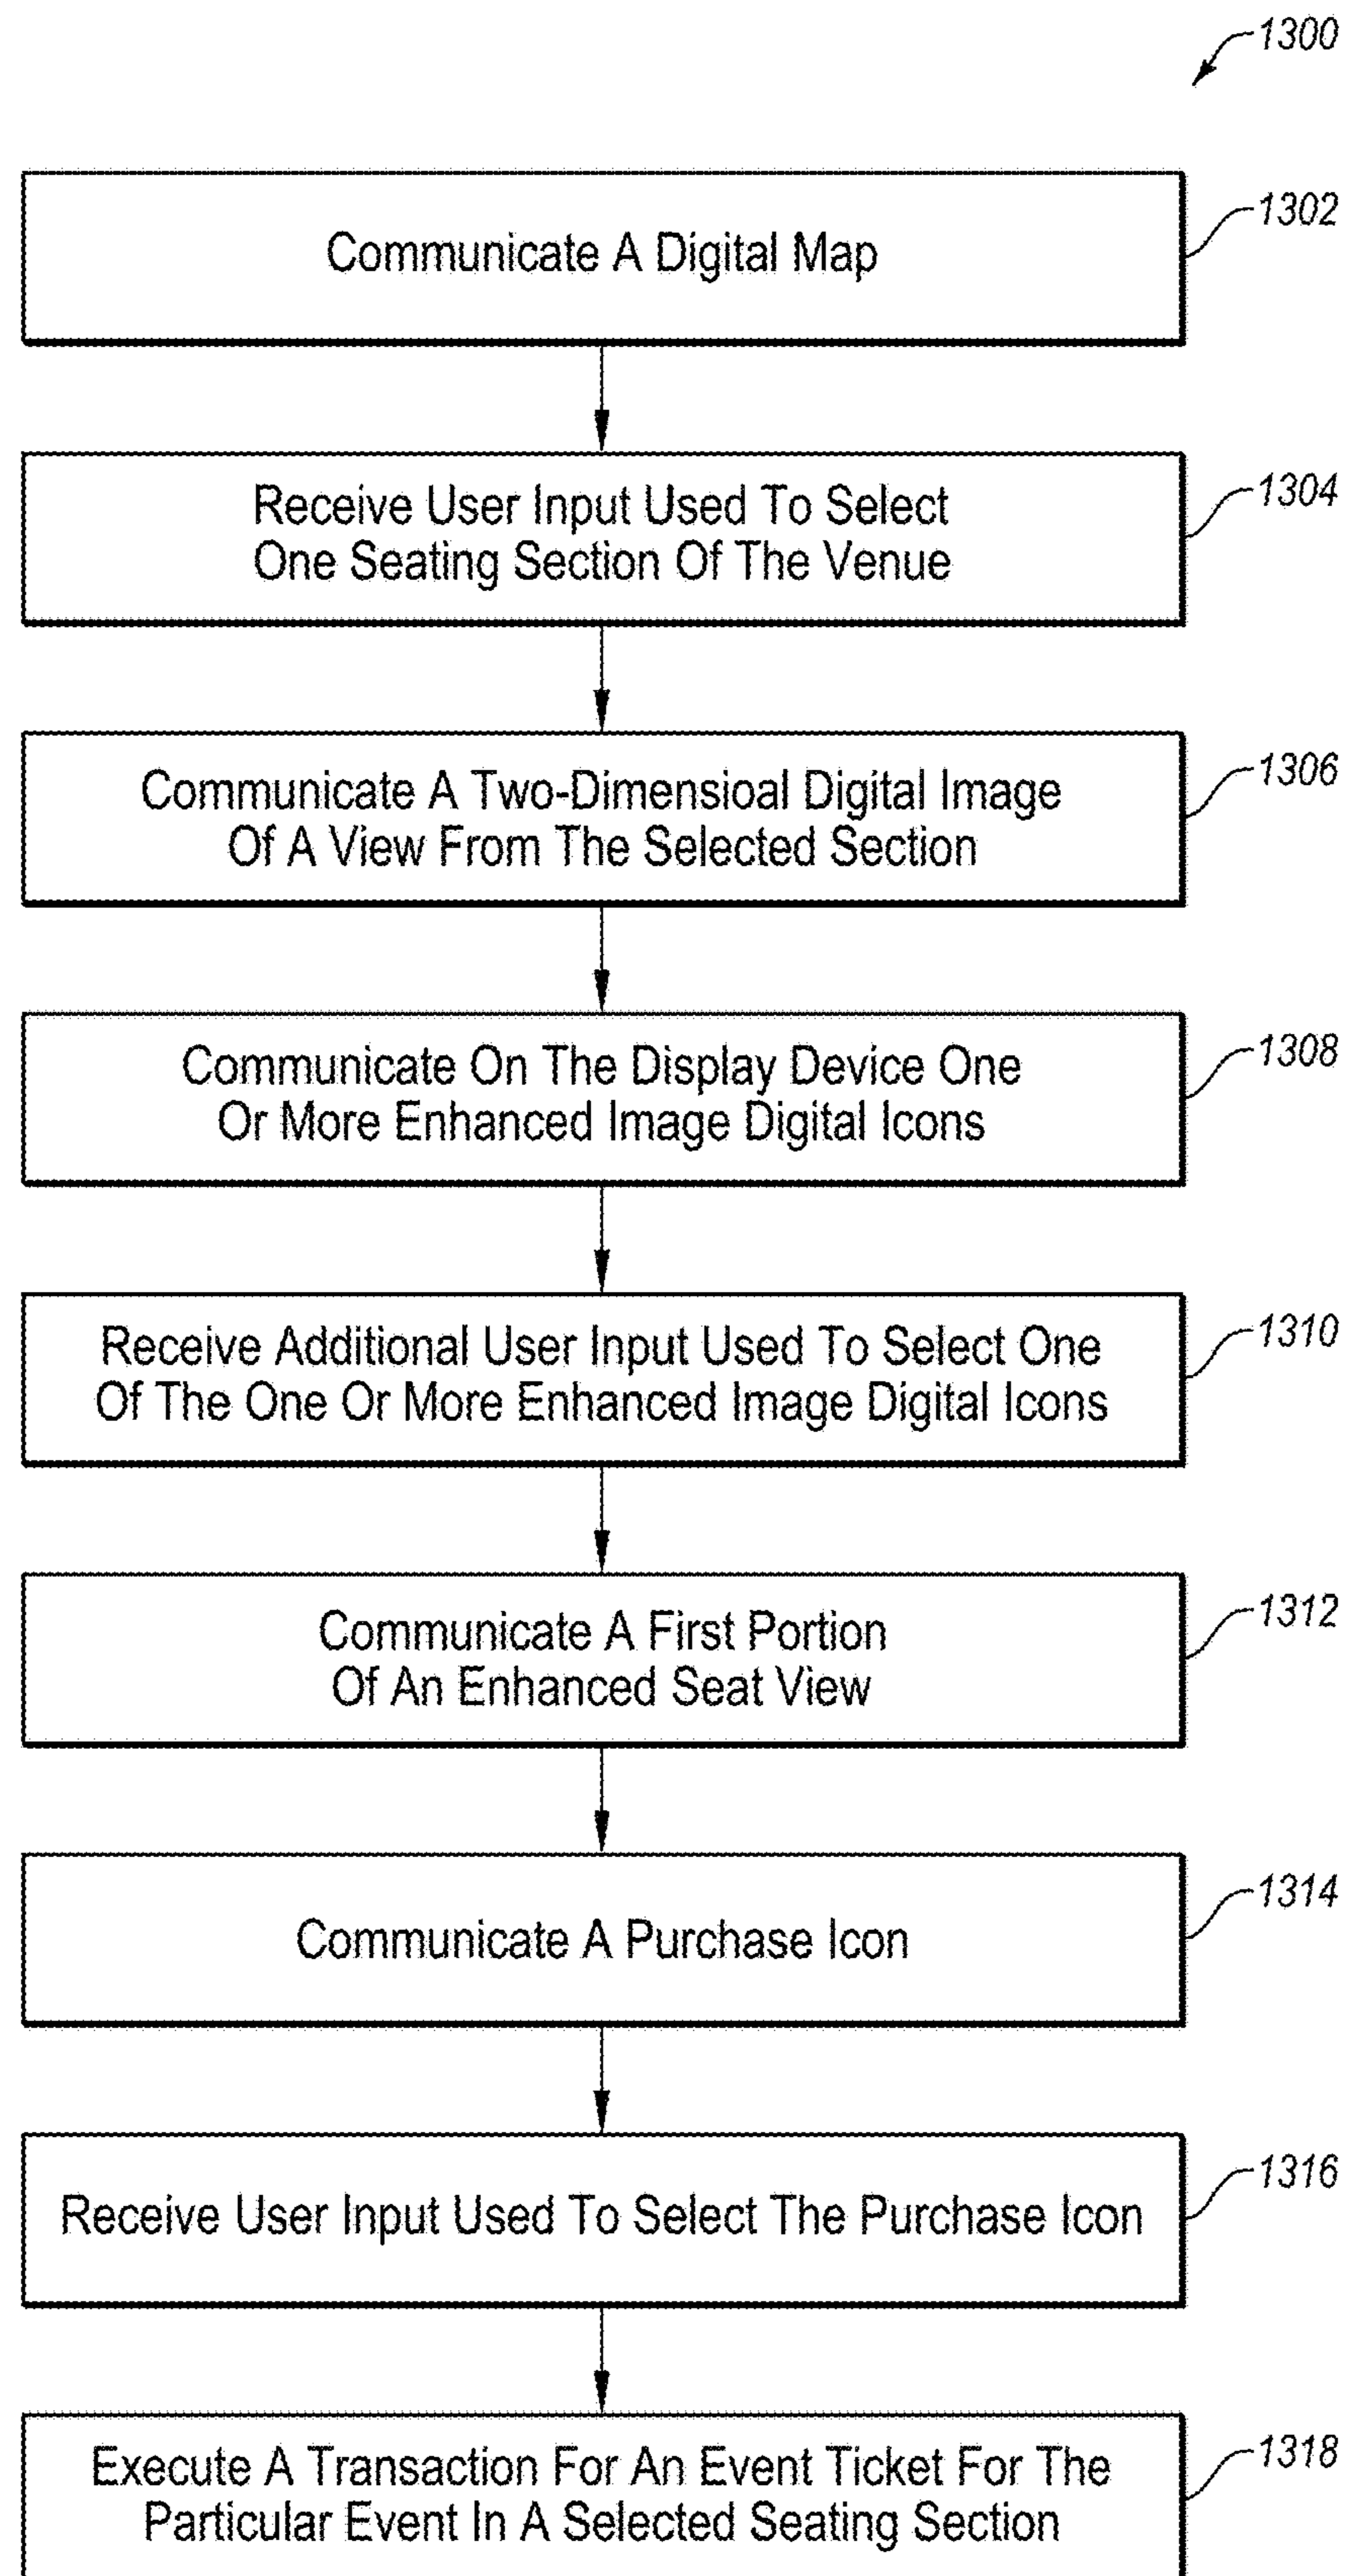 1300
Communicate A Digital Map
1302
Receive User Input Used To Select
One Seating Section Of The Venue
1304
Communicate A Two-Dimensioal Digital Image
Of A View From The Selected Section
1306
Communicate On The Display Device One
Or More Enhanced Image Digital Icons
1308
Receive Additional User Input Used To Select One
Of The One Or More Enhanced Image Digital Icons
1310
Communicate A First Portion
Of An Enhanced Seat View
1312
Communicate A Purchase Icon
1314
Receive User Input Used To Select The Purchase Icon
1316
Execute A Transaction For An Event Ticket For The
Particular Event In A Selected Seating Section
1318